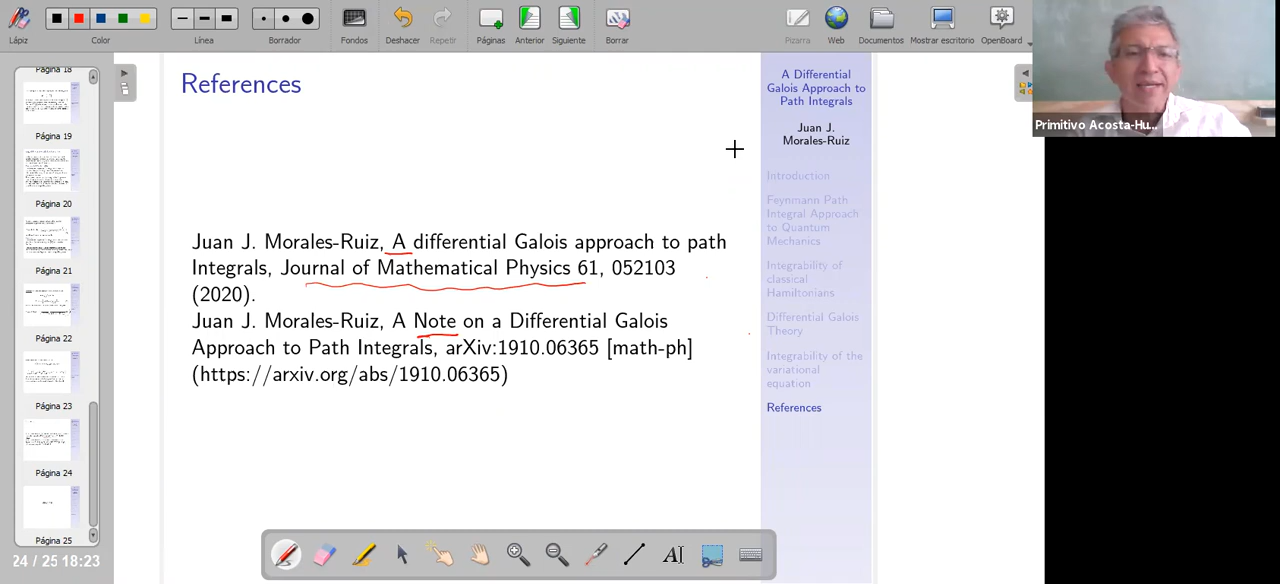 Lápiz
Color
Línea
Borrador
Fondos
Deshacer
Repetir
Páginas
Anterior
Siguiente
Borrar
Pizarra
Web
Documentos
Mostrar escritorio
OpenBoard
Primitivo Acosta-Hu...
Página 18
Página 19
Página 20
Página 21
Página 22
Página 23
Página 24
Página 25
24 / 25 18:23
References
Juan J. Morales-Ruiz, A differential Galois approach to path
Integrals, Journal of Mathematical Physics 61, 052103
(2020).
Juan J. Morales-Ruiz, A Note on a Differential Galois
Approach to Path Integrals, arXiv:1910.06365 [math-ph]
(https://arxiv.org/abs/1910.06365)
A Differential
Galois Approach to
Path Integrals
Juan J.
Morales-Ruiz
Introduction
Feynmann Path
Integral Approach
to Quantum
Mechanics
Integrability of
classical
Hamiltonians
Differential Galois
Theory
Integrability of the
variational
equation
References